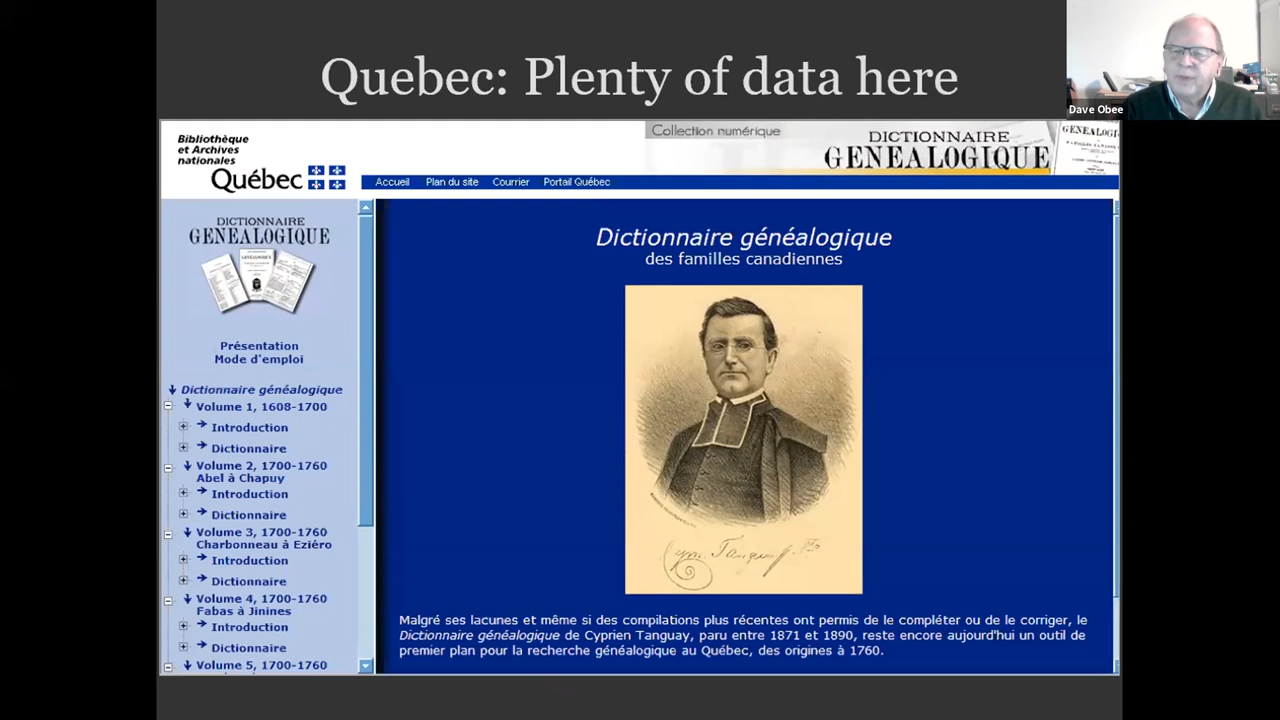 Quebec: Plenty of data here
Dave Obee
Bibliothèque
et Archives
nationales
Québec
Collection numérique
DICTIONNAIRE
GENEALOGIQUE
Accueil Plan du site Courrier Portail Québec
DICTIONNAIRE
GENEALOGIQUE
Présentation
Mode d'emploi
Dictionnaire généalogique
Volume 1, 1608-1700
Introduction
Dictionnaire
Volume 2, 1700-1760
Abel à Chapuy
Introduction
Dictionnaire
Volume 3, 1700-1760
Charbonneau à Eziéro
Introduction
Dictionnaire
Volume 4, 1700-1760
Fabas à Jinines
Introduction
Dictionnaire
Volume 5, 1700-1760
Dictionnaire généalogique
des familles canadiennes
Cyp. Tanguay
Malgré ses lacunes et même si des compilations plus récentes ont permis de le compléter ou de le corriger, le
Dictionnaire généalogique de Cyprien Tanguay, paru entre 1871 et 1890, reste encore aujourd'hui un outil de
premier plan pour la recherche généalogique au Québec, des origines à 1760.